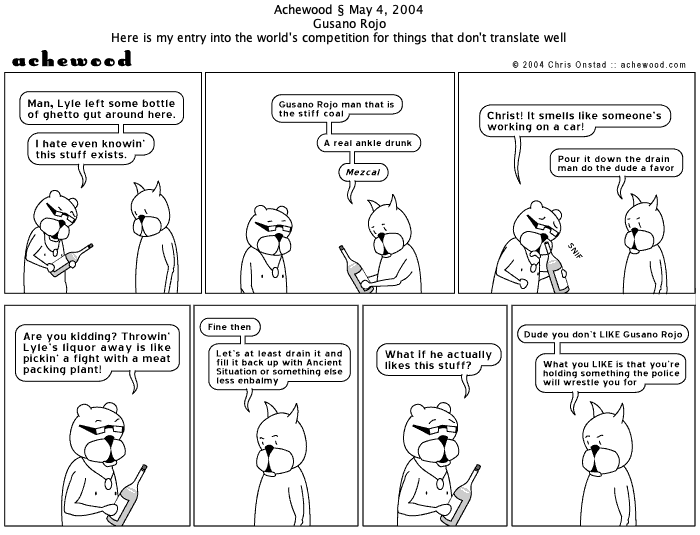 Achewood § May 4, 2004
Gusano Rojo
Here is my entry into the world's competition for things that don't translate well
achewood
© 2004 Chris Onstad :: achewood.com
Man, Lyle left some bottle
of ghetto gut around here.
I hate even knowin'
this stuff exists.
Gusano Rojo man that is
the stiff coal
A real ankle drunk
Mezcal
Christ! It smells like someone's
working on a car!
Pour it down the drain
man do the dude a favor
SNIF
Are you kidding? Throwin'
Lyle's liquor away is like
pickin' a fight with a meat
packing plant!
Fine then
Let's at least drain it and
fill it back up with Ancient
Situation or something else
less enbalmy
What if he actually
likes this stuff?
Dude you don't LIKE Gusano Rojo
What you LIKE is that you're
holding something the police
will wrestle you for